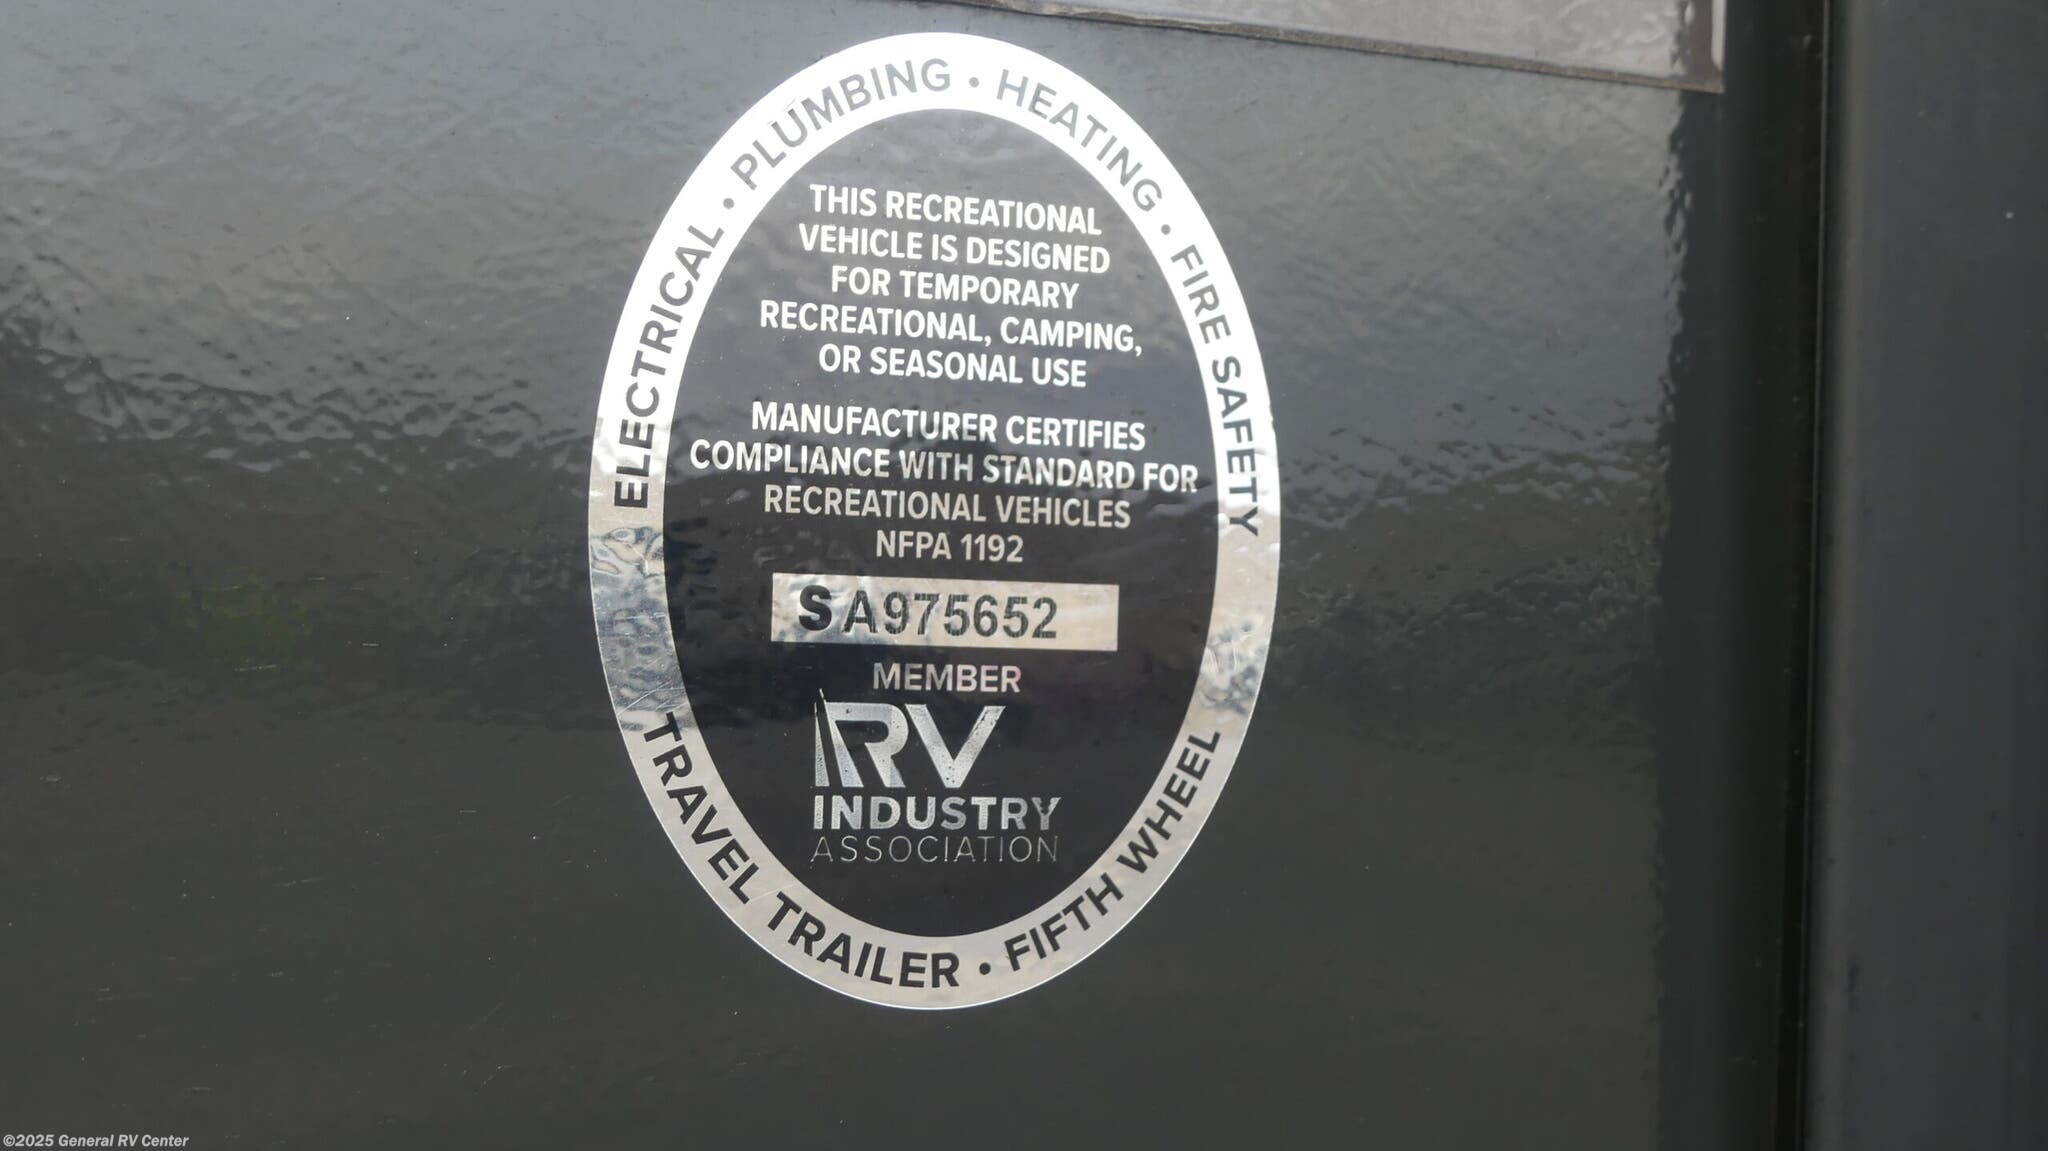 ELECTRICAL • PLUMBING • HEATING • FIRE SAFETY
THIS RECREATIONAL
VEHICLE IS DESIGNED
FOR TEMPORARY
RECREATIONAL, CAMPING,
OR SEASONAL USE
MANUFACTURER CERTIFIES
COMPLIANCE WITH STANDARD FOR
RECREATIONAL VEHICLES
NFPA 1192
SA975652
MEMBER
RV
INDUSTRY
ASSOCIATION
TRAVEL TRAILER • FIFTH WHEEL
©2025 General RV Center